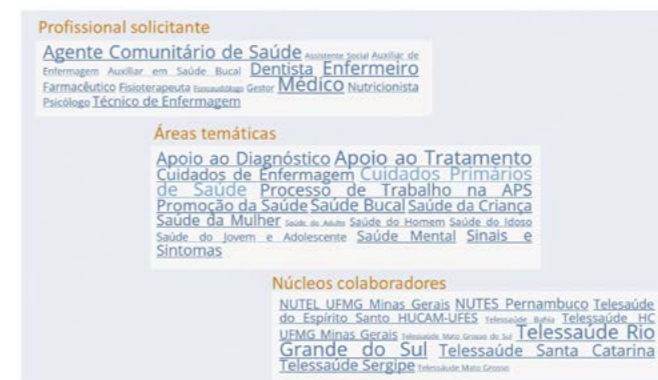 Profissional solicitante
Agente Comunitário de Saúde Assistente Social Auxiliar de
Enfermagem Auxiliar em Saúde Bucal Dentista Enfermeiro
Farmacêutico Fisioterapeuta Fonoaudiólogo Gestor Médico Nutricionista
Psicólogo Técnico de Enfermagem
Áreas temáticas
Apoio ao Diagnóstico Apoio ao Tratamento
Cuidados de Enfermagem Cuidados Primários
de Saúde Processo de Trabalho na APS
Promoção da Saúde Saúde Bucal Saúde da Criança
Saúde da Mulher Saúde do Adulto Saúde do Homem Saúde do Idoso
Saúde do Jovem e Adolescente Saúde Mental Sinais e
Sintomas
Núcleos colaboradores
NUTEL UFMG Minas Gerais NUTES Pernambuco Telesaúde
do Espírito Santo HUCAM-UFES Telessaúde Bahia Telessaúde HC
UFMG Minas Gerais Telessaúde Mato Grosso do Sul Telessaúde Rio
Grande do Sul Telessaúde Santa Catarina
Telessaúde Sergipe Telessáude Mato Grosso